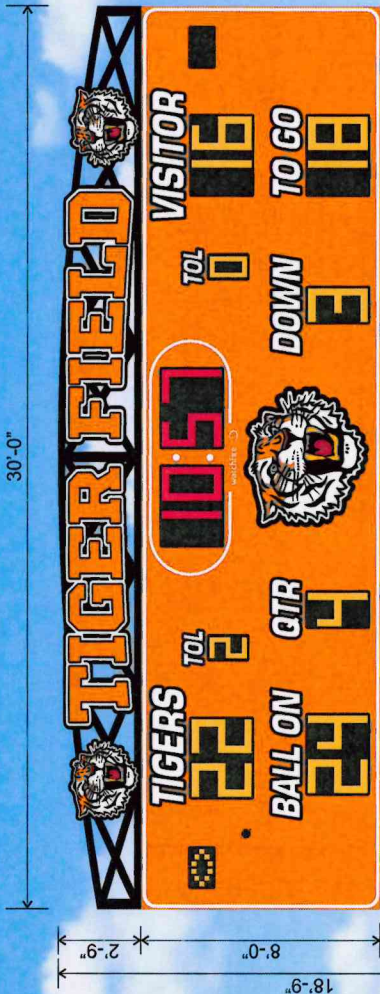 30'-0"
TIGER FIELD
2'-9"
8'-0"
18'-9"
TIGERS
22
TOL
2
10:57
TOL
0
VISITOR
16
watchfire
BALL ON
24
QTR
4
DOWN
3
TO GO
18